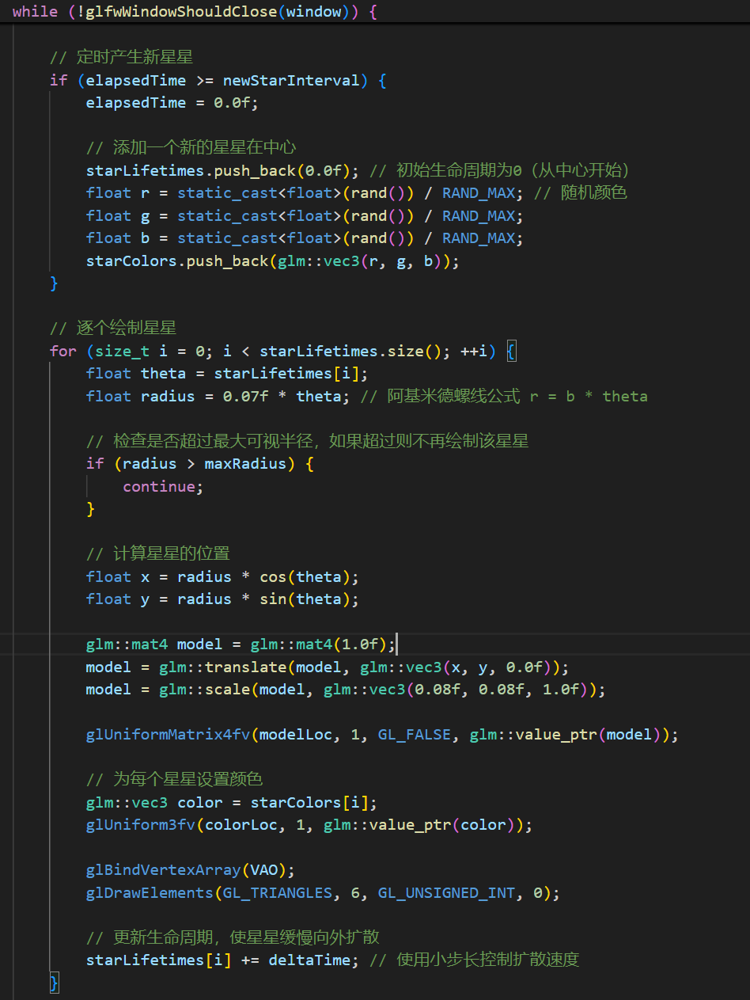 while (!glfwWindowShouldClose(window)) {
// 定时产生新星星
if (elapsedTime >= newStarInterval) {
elapsedTime = 0.0f;
// 添加一个新的星星在中心
starLifetimes.push_back(0.0f); // 初始生命周期为0（从中心开始）
float r = static_cast<float>(rand()) / RAND_MAX; // 随机颜色
float g = static_cast<float>(rand()) / RAND_MAX;
float b = static_cast<float>(rand()) / RAND_MAX;
starColors.push_back(glm::vec3(r, g, b));
}
// 逐个绘制星星
for (size_t i = 0; i < starLifetimes.size(); ++i) {
float theta = starLifetimes[i];
float radius = 0.07f * theta; // 阿基米德螺线公式 r = b * theta
// 检查是否超过最大可视半径，如果超过则不再绘制该星星
if (radius > maxRadius) {
continue;
}
// 计算星星的位置
float x = radius * cos(theta);
float y = radius * sin(theta);
glm::mat4 model = glm::mat4(1.0f);
model = glm::translate(model, glm::vec3(x, y, 0.0f));
model = glm::scale(model, glm::vec3(0.08f, 0.08f, 1.0f));
glUniformMatrix4fv(modelLoc, 1, GL_FALSE, glm::value_ptr(model));
// 为每个星星设置颜色
glm::vec3 color = starColors[i];
glUniform3fv(colorLoc, 1, glm::value_ptr(color));
glBindVertexArray(VAO);
glDrawElements(GL_TRIANGLES, 6, GL_UNSIGNED_INT, 0);
// 更新生命周期，使星星缓慢向外扩散
starLifetimes[i] += deltaTime; // 使用小步长控制扩散速度
}